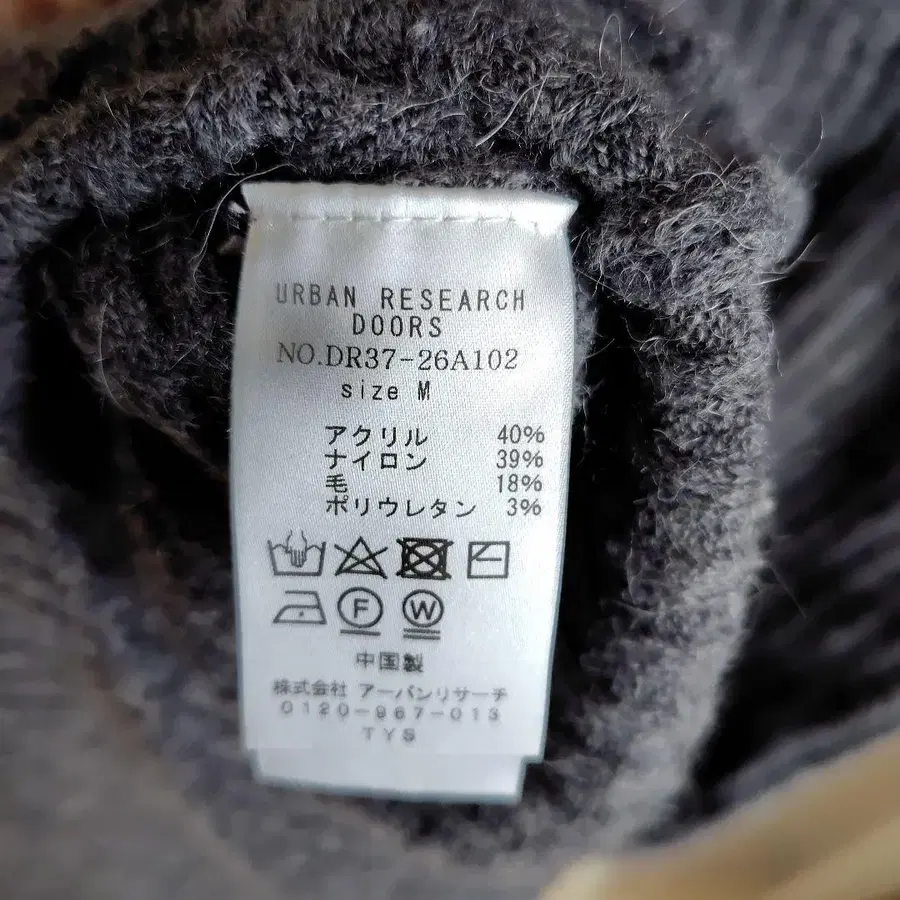 URBAN RESEARCH
DOORS
NO.DR37-26A102
size M
アクリル 40%
ナイロン 39%
毛 18%
ポリウレタン 3%
F W
中国製
株式会社 アーバンリサーチ
0120-967-013
TYS